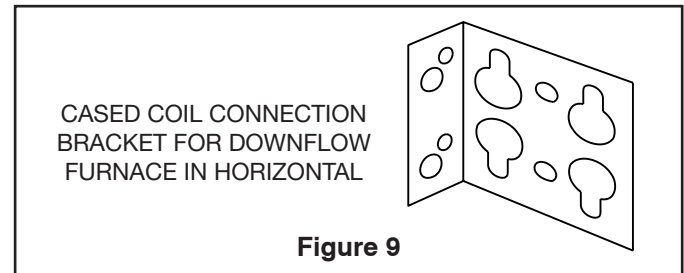 CASED COIL CONNECTION
BRACKET FOR DOWNFLOW
FURNACE IN HORIZONTAL
Figure 9